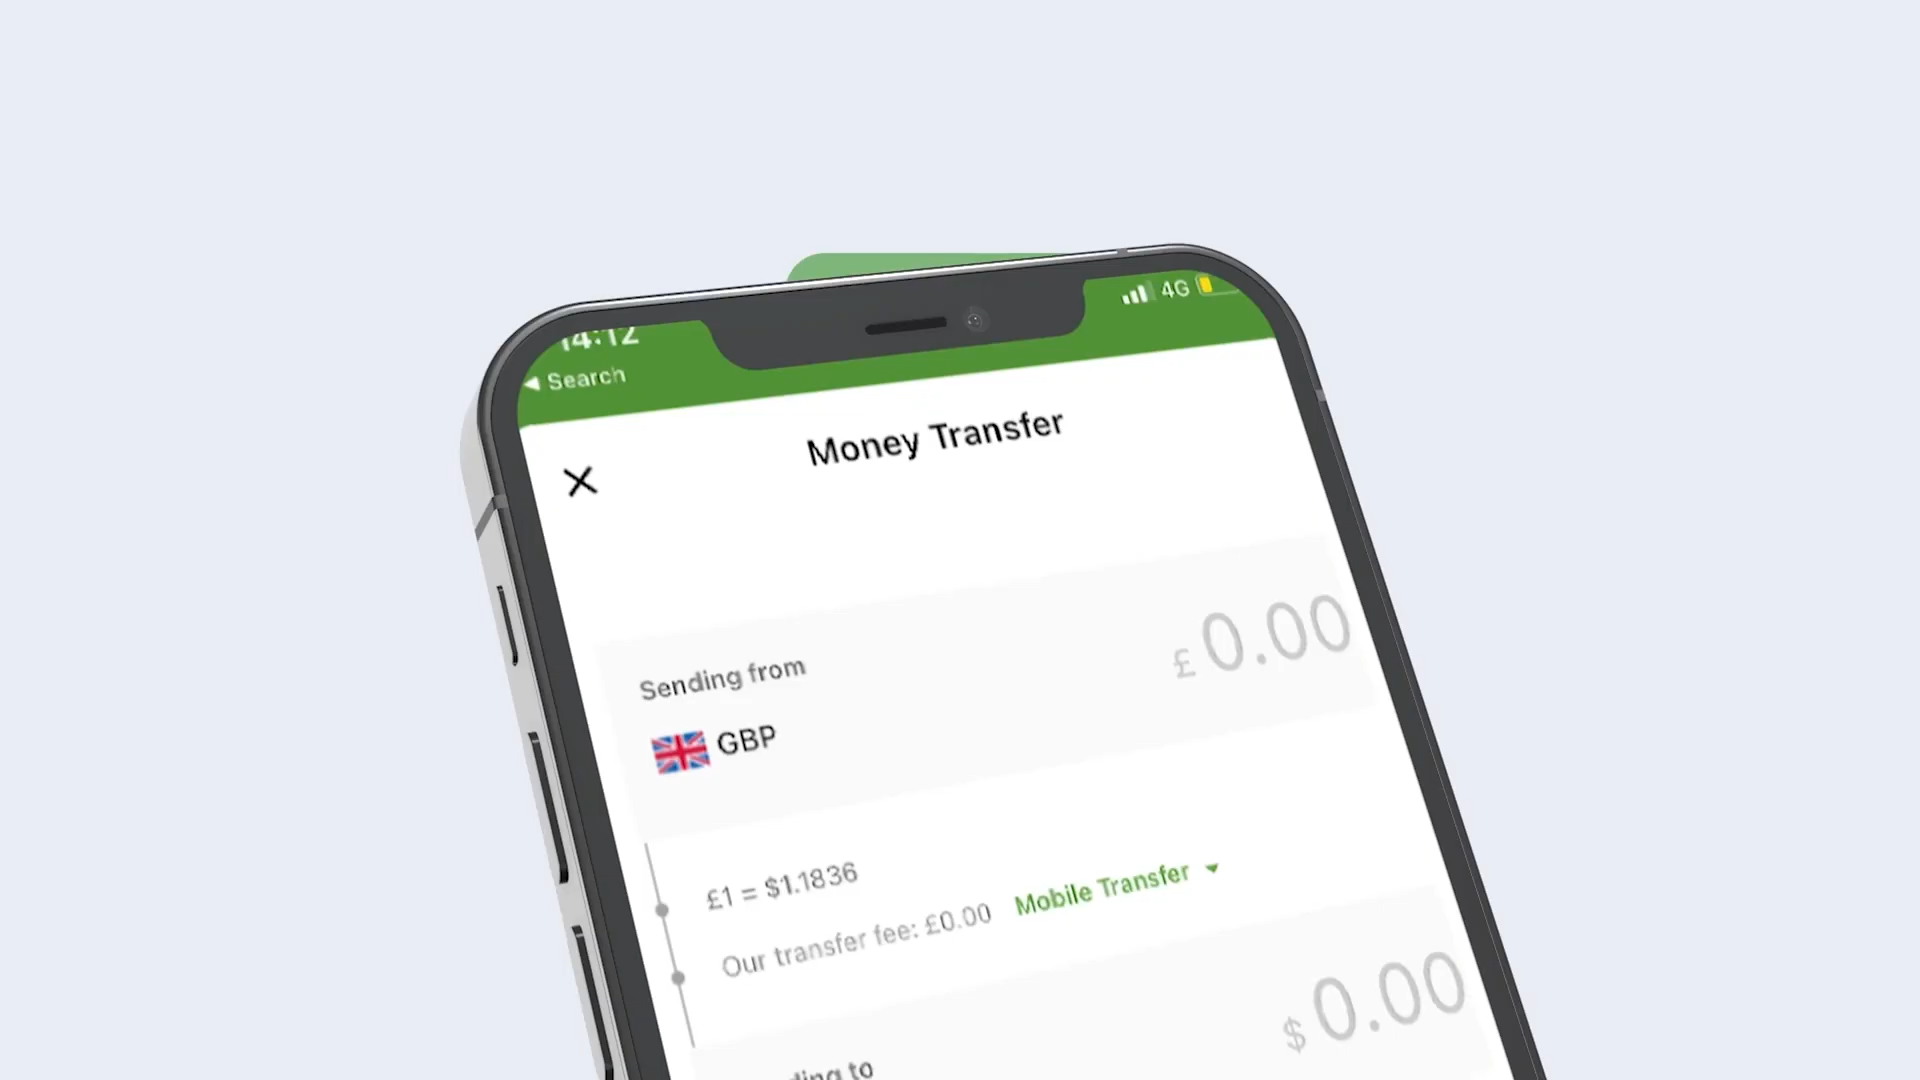 14:12
4G
◀ Search
Money Transfer
Sending from
£ 0.00
GBP
£1 = $1.1836
Our transfer fee: £0.00 Mobile Transfer
$ 0.00
to